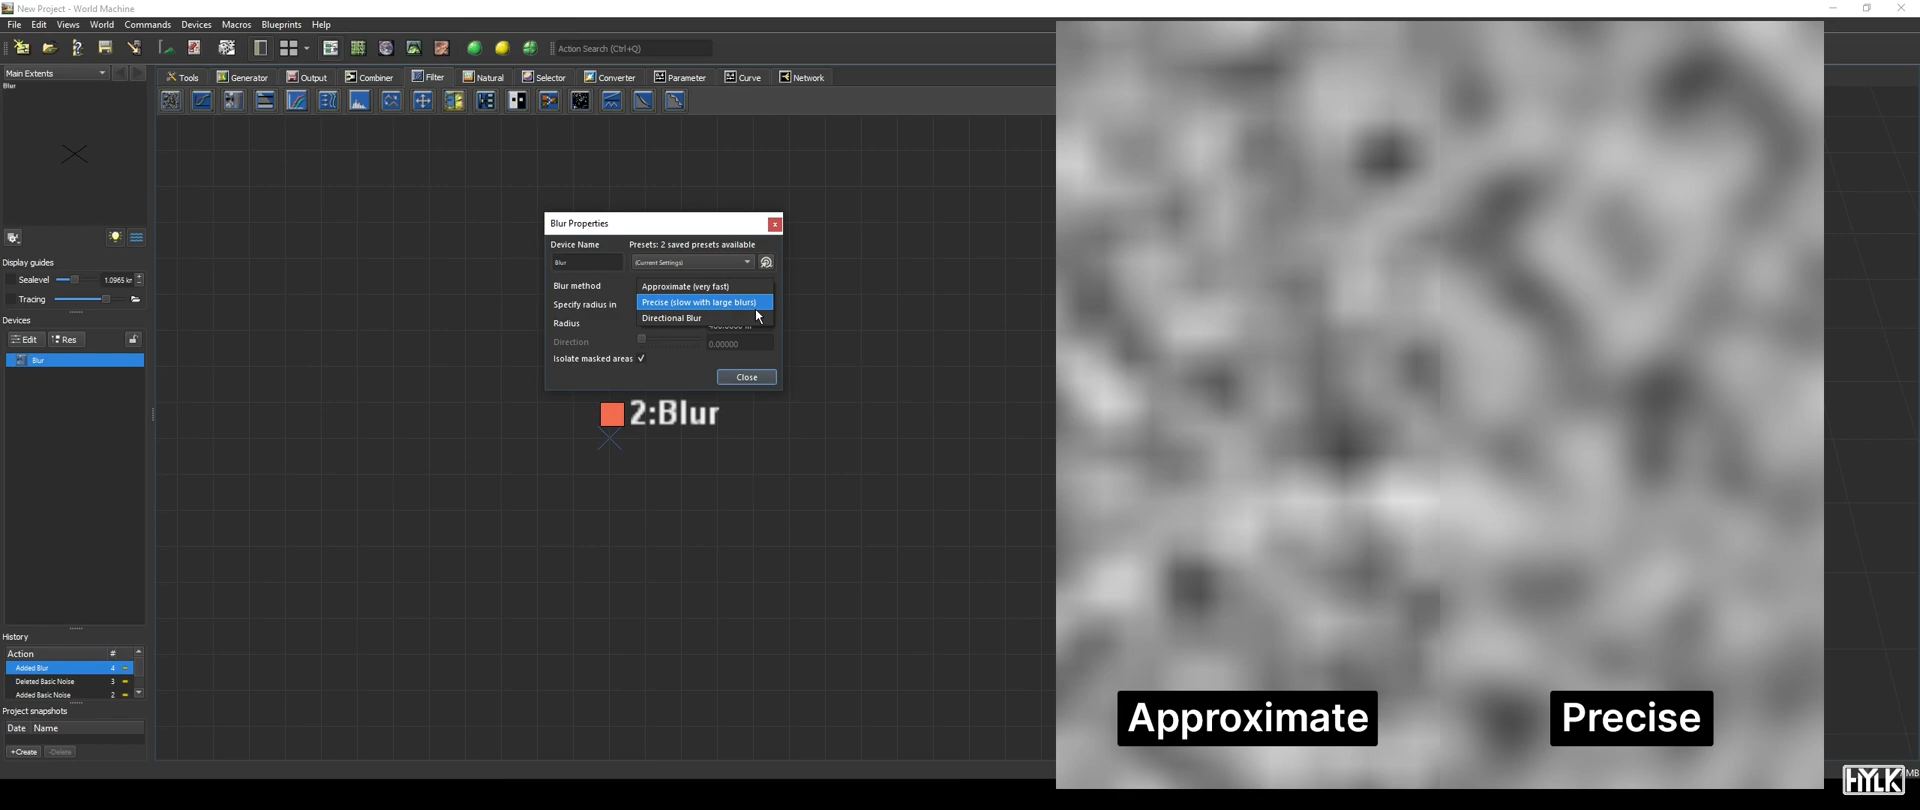 New Project - World Machine
File Edit Views World Commands Devices Macros Blueprints Help
Action Search (Ctrl+Q)
Main Extents
Tools Generator Output Combiner Filter Natural Selector Converter Parameter Curve Network
Blur
Display guides
Sealevel 1.0965 kr
Tracing
Devices
Edit Res
Blur
History
Action #
Added Blur 4
Deleted Basic Noise 3
Added Basic Noise 2
Project snapshots
Date Name
+Create -Delete
Blur Properties
x
Device Name Presets: 2 saved presets available
Blur (Current Settings)
Blur method
Approximate (very fast)
Precise (slow with large blurs)
Directional Blur
Specify radius in
Radius
Direction 0.00000
Isolate masked areas
Close
2:Blur
Approximate
Precise
HYLK
MB